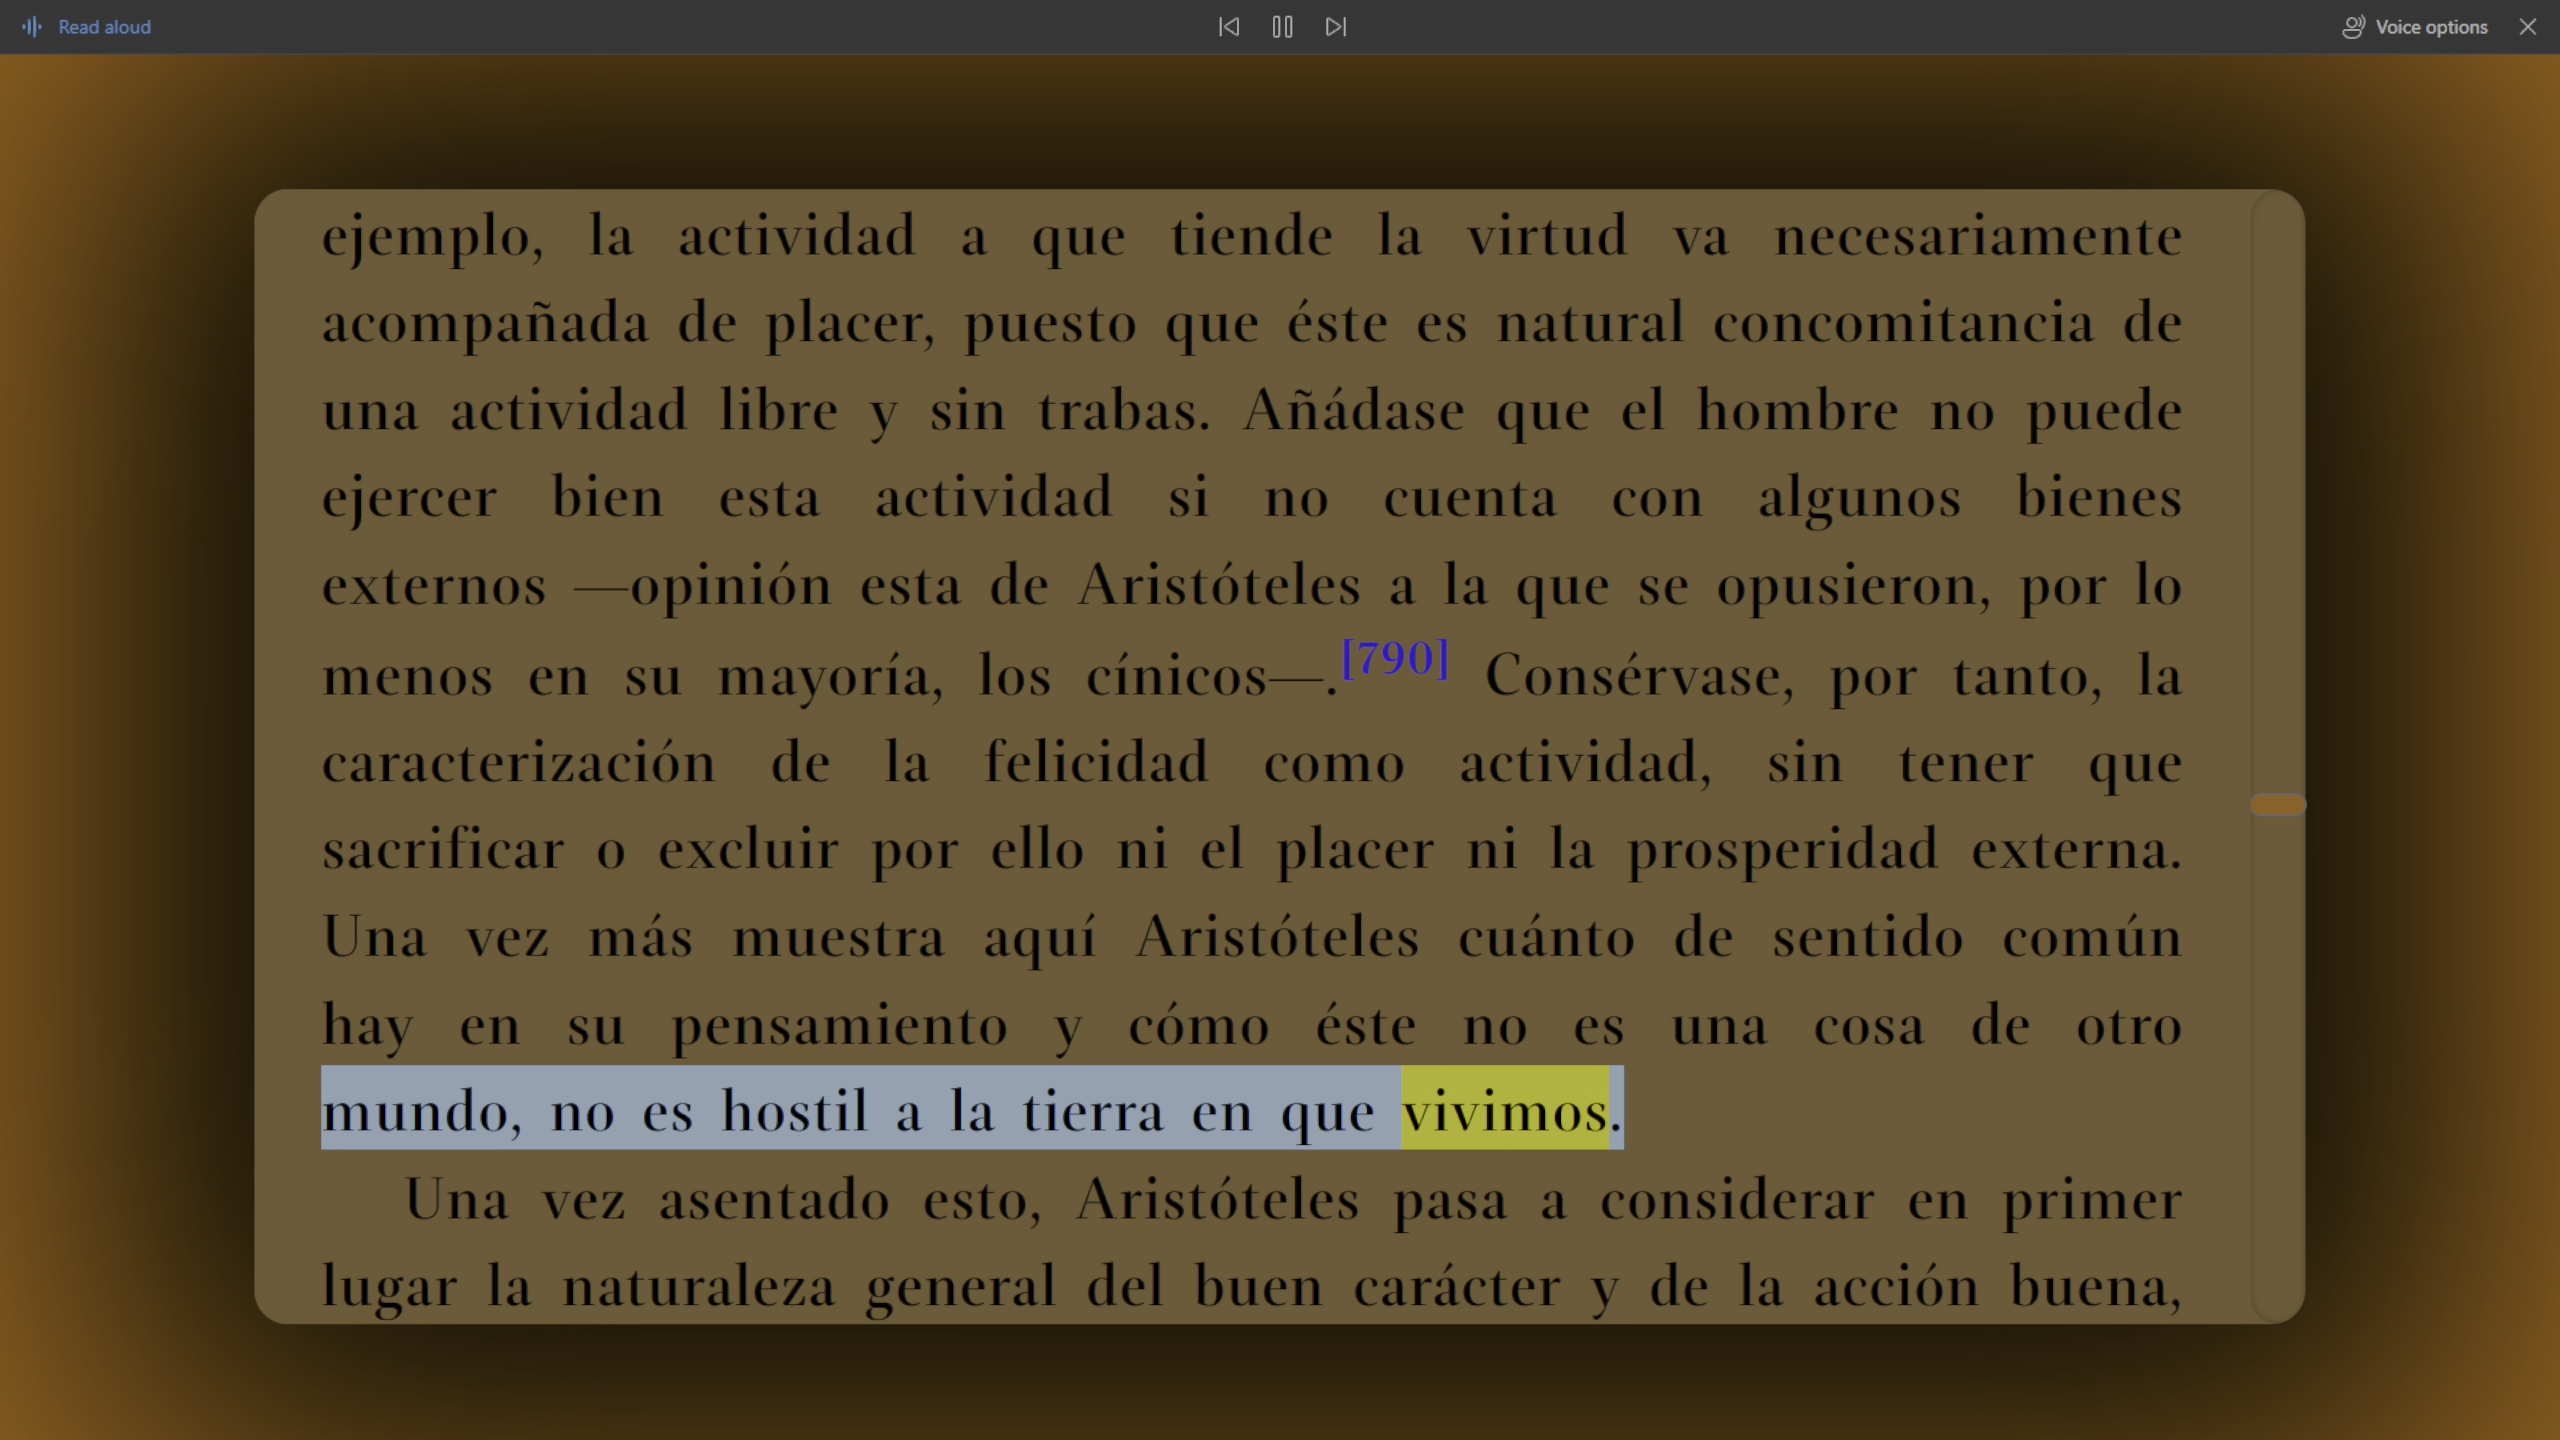 Read aloud
Voice options
ejemplo, la actividad a que tiende la virtud va necesariamente
acompañada de placer, puesto que éste es natural concomitancia de
una actividad libre y sin trabas. Añádase que el hombre no puede
ejercer bien esta actividad si no cuenta con algunos bienes
externos —opinión esta de Aristóteles a la que se opusieron, por lo
menos en su mayoría, los cínicos—.[790] Consérvase, por tanto, la
caracterización de la felicidad como actividad, sin tener que
sacrificar o excluir por ello ni el placer ni la prosperidad externa.
Una vez más muestra aquí Aristóteles cuánto de sentido común
hay en su pensamiento y cómo éste no es una cosa de otro
mundo, no es hostil a la tierra en que vivimos.
Una vez asentado esto, Aristóteles pasa a considerar en primer
lugar la naturaleza general del buen carácter y de la acción buena,